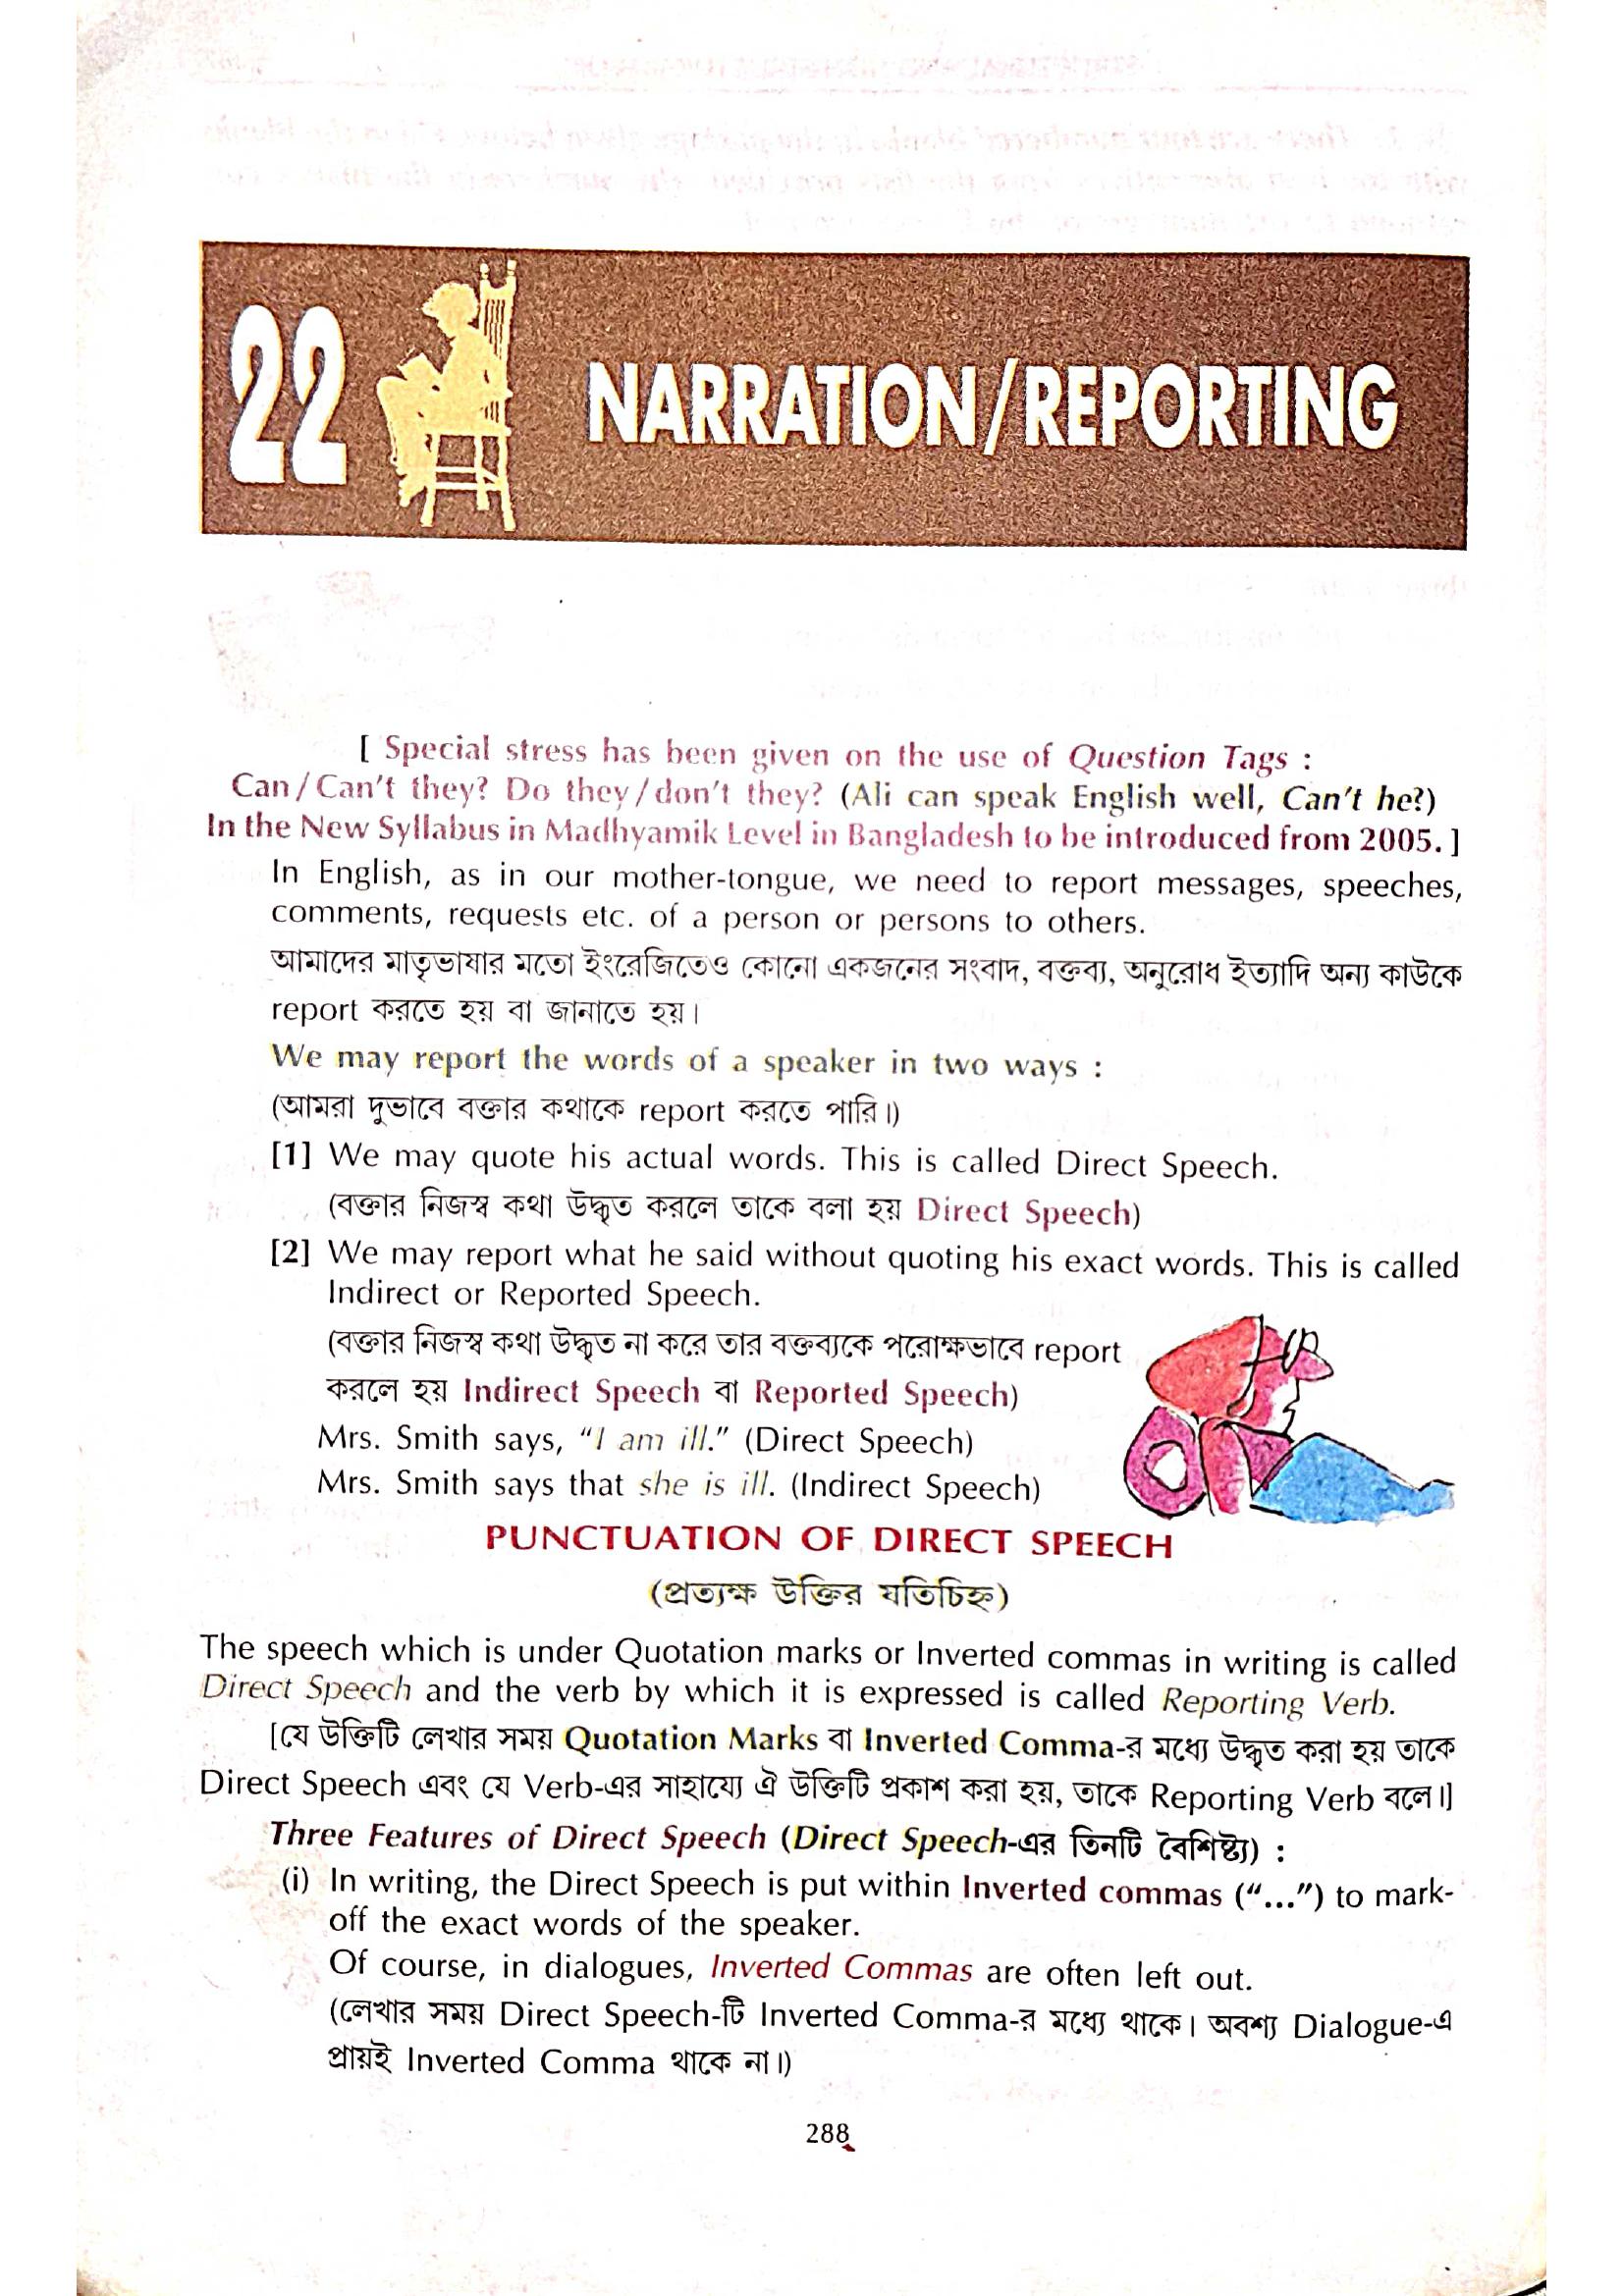 22
NARRATION/REPORTING
[ Special stress has been given on the use of Question Tags :
Can/Can't they? Do they/don't they? (Ali can speak English well, Can't he?)
In the New Syllabus in Madhyamik Level in Bangladesh to be introduced from 2005. ]
In English, as in our mother-tongue, we need to report messages, speeches,
comments, requests etc. of a person or persons to others.
আমাদের মাতৃভাষার মতো ইংরেজিতেও কোনো একজনের সংবাদ, বক্তব্য, অনুরোধ ইত্যাদি অন্য কাউকে
report করতে হয় বা জানাতে হয়।
We may report the words of a speaker in two ways :
(আমরা দুভাবে বক্তার কথাকে report করতে পারি।)
[1] We may quote his actual words. This is called Direct Speech.
(বক্তার নিজস্ব কথা উদ্ধৃত করলে তাকে বলা হয় Direct Speech)
[2] We may report what he said without quoting his exact words. This is called
Indirect or Reported Speech.
(বক্তার নিজস্ব কথা উদ্ধৃত না করে তার বক্তব্যকে পরোক্ষভাবে report
করলে হয় Indirect Speech বা Reported Speech)
Mrs. Smith says, “I am ill.” (Direct Speech)
Mrs. Smith says that she is ill. (Indirect Speech)
PUNCTUATION OF DIRECT SPEECH
(প্রত্যক্ষ উক্তির যতিচিহ্ন)
The speech which is under Quotation marks or Inverted commas in writing is called
Direct Speech and the verb by which it is expressed is called Reporting Verb.
[যে উক্তিটি লেখার সময় Quotation Marks বা Inverted Comma-র মধ্যে উদ্ধৃত করা হয় তাকে
Direct Speech এবং যে Verb-এর সাহায্যে ঐ উক্তিটি প্রকাশ করা হয়, তাকে Reporting Verb বলে।]
Three Features of Direct Speech (Direct Speech-এর তিনটি বৈশিষ্ট্য) :
(i) In writing, the Direct Speech is put within Inverted commas (“...”) to mark-
off the exact words of the speaker.
Of course, in dialogues, Inverted Commas are often left out.
(লেখার সময় Direct Speech-টি Inverted Comma-র মধ্যে থাকে। অবশ্য Dialogue-এ
প্রায়ই Inverted Comma থাকে না।)
288